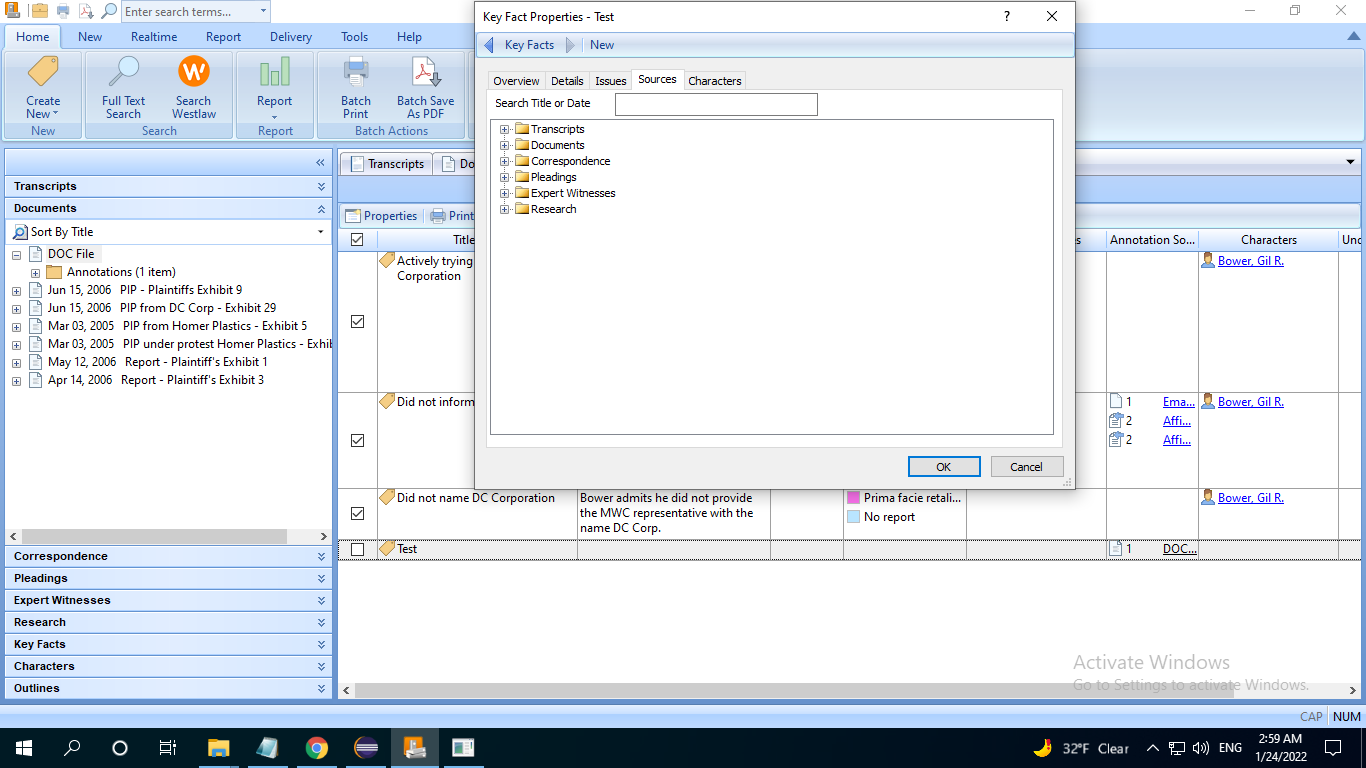 Enter search terms...
Home New Realtime Report Delivery Tools Help
Create New
Full Text Search
Search Westlaw
Report
Batch Print
Batch Save As PDF
New Search Report Batch Actions
Key Fact Properties - Test
?
Key Facts New
Overview Details Issues Sources Characters
Search Title or Date
Transcripts
Documents
Correspondence
Pleadings
Expert Witnesses
Research
OK Cancel
Transcripts
Documents
Sort By Title
DOC File
Annotations (1 item)
Jun 15, 2006 PIP - Plaintiffs Exhibit 9
Jun 15, 2006 PIP from DC Corp - Exhibit 29
Mar 03, 2005 PIP from Homer Plastics - Exhibit 5
Mar 03, 2005 PIP under protest Homer Plastics - Exhib
May 12, 2006 Report - Plaintiff's Exhibit 1
Apr 14, 2006 Report - Plaintiff's Exhibit 3
Correspondence
Pleadings
Expert Witnesses
Research
Key Facts
Characters
Outlines
Transcripts Do
Properties Print
Title Annotation So... Characters Unc
Actively trying
Corporation
Bower, Gil R.
Did not inform
1 Ema...
2 Affi...
2 Affi...
Bower, Gil R.
Did not name DC Corporation
Bower admits he did not provide
the MWC representative with the
name DC Corp.
Prima facie retali...
No report
Bower, Gil R.
Test
1 DOC...
Activate Windows
Go to Settings to activate Windows.
CAP NUM
32°F Clear
ENG
2:59 AM
1/24/2022